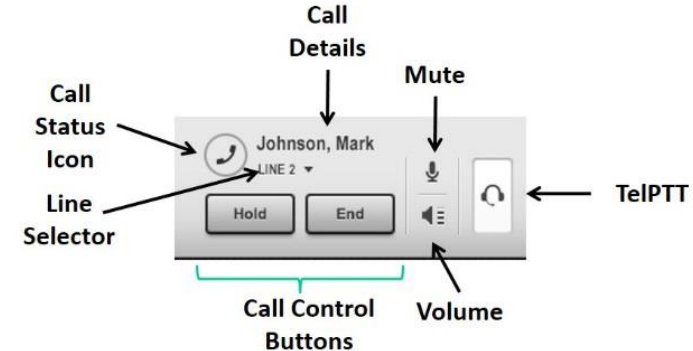 Call
Details
Mute
Call
Status
Icon
Johnson, Mark
LINE 2
TelPTT
Line
Selector
Hold
End
Call Control
Buttons
Volume